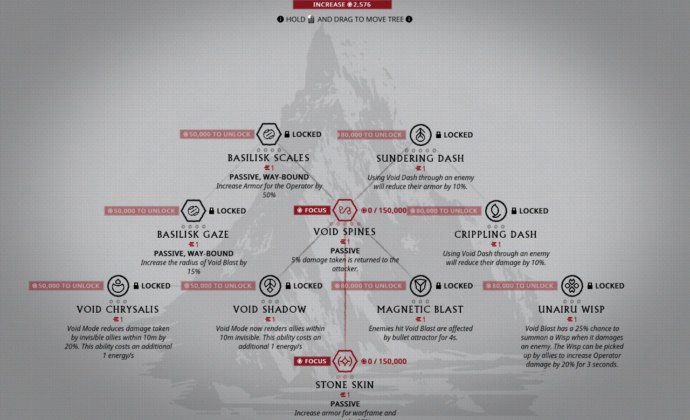 INCREASE 2,576
HOLD AND DRAG TO MOVE TREE
50,000 TO UNLOCK LOCKED
BASILISK SCALES
1
PASSIVE, WAY-BOUND
Increase Armor for the Operator by
50%
80,000 TO UNLOCK LOCKED
SUNDERING DASH
1
Using Void Dash through an enemy
will reduce their armor by 10%.
50,000 TO UNLOCK LOCKED
BASILISK GAZE
1
PASSIVE, WAY-BOUND
Increase the radius of Void Blast by
15%
FOCUS 0 / 150,000
VOID SPINES
1
PASSIVE
5% damage taken is returned to the
attacker.
80,000 TO UNLOCK LOCKED
CRIPPLING DASH
1
Using Void Dash through an enemy
will reduce their damage by 10%.
50,000 TO UNLOCK LOCKED
VOID CHRYSALIS
1
Void Mode reduces damage taken
by invisible allies within 10m by
20%. This ability costs an additional
1 energy/s
50,000 TO UNLOCK LOCKED
VOID SHADOW
1
Void Mode now renders allies within
10m invisible. This ability costs an
additional 1 energy/s
80,000 TO UNLOCK LOCKED
MAGNETIC BLAST
1
Enemies hit Void Blast are affected
by bullet attractor for 4s.
50,000 TO UNLOCK LOCKED
UNAIRU WISP
1
Void Blast has a 25% chance to
summon a Wisp when it damages
an enemy. The Wisp can be picked
up by allies to increase Operator
damage by 20% for 3 seconds.
FOCUS 0 / 150,000
STONE SKIN
1
PASSIVE
Increase armor for warframe and